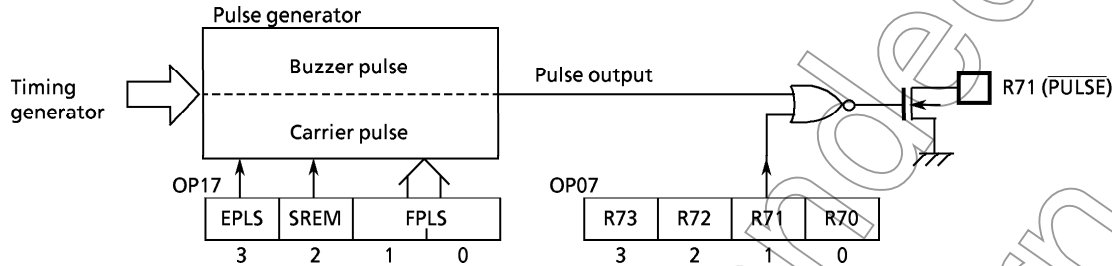 Pulse generator
Buzzer pulse
Timing
generator
Pulse output
R71 (PULSE)
Carrier pulse
OP17
EPLS SREM FPLS
3 2 1 0
OP07
R73 R72 R71 R70
3 2 1 0